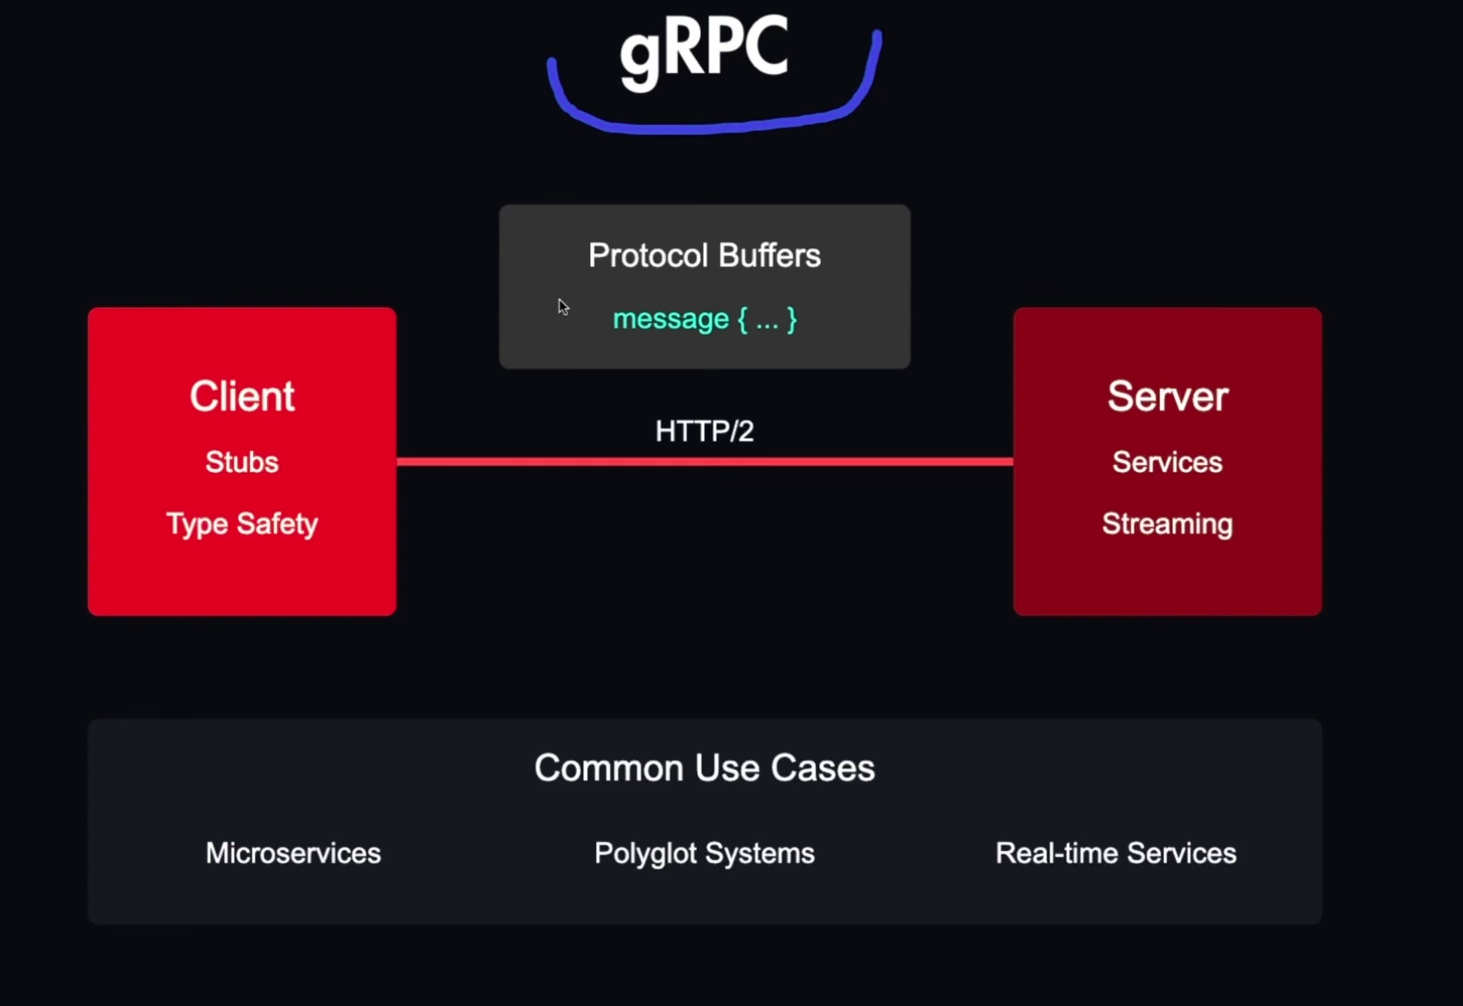 gRPC
Protocol Buffers
message { ... }
Client
Stubs
Type Safety
HTTP/2
Server
Services
Streaming
Common Use Cases
Microservices
Polyglot Systems
Real-time Services